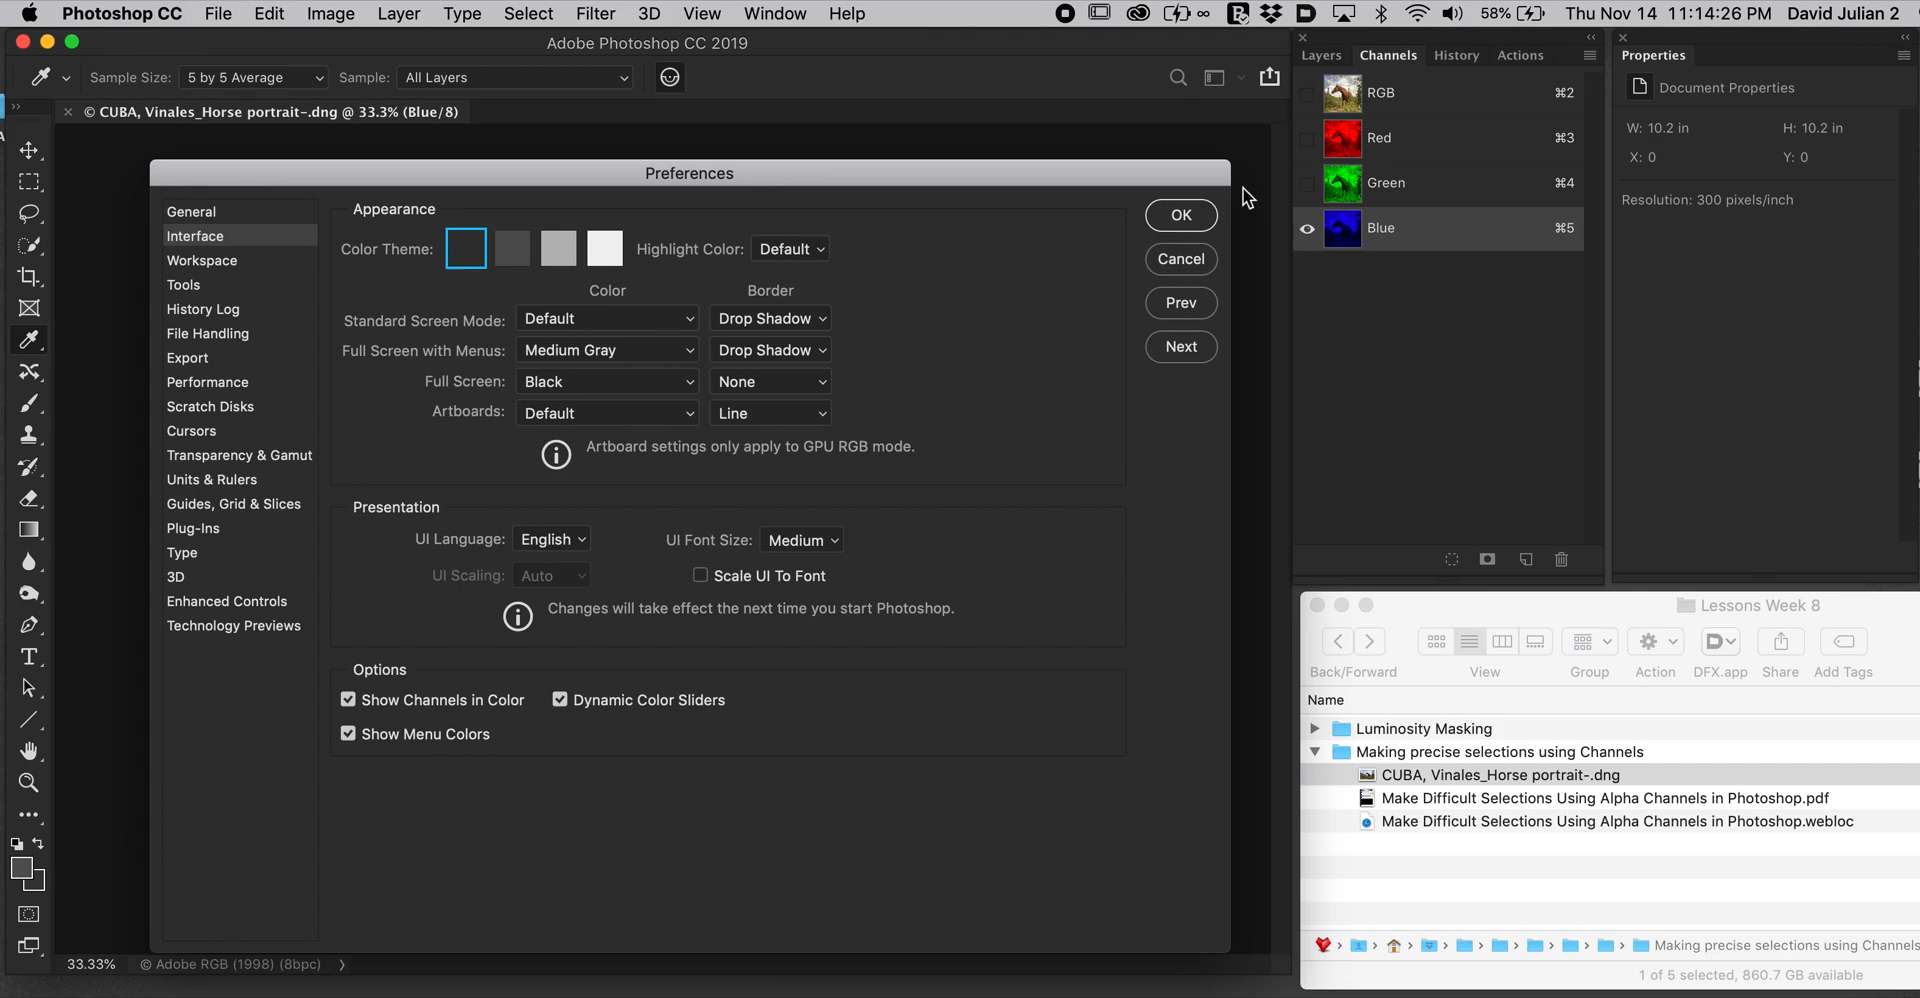 Photoshop CC File Edit Image Layer Type Select Filter 3D View Window Help 58% Thu Nov 14 11:14:26 PM David Julian 2
Adobe Photoshop CC 2019
Sample Size: 5 by 5 Average Sample: All Layers
© CUBA, Vinales_Horse portrait-.dng @ 33.3% (Blue/8)
Preferences
General
Interface
Workspace
Tools
History Log
File Handling
Export
Performance
Scratch Disks
Cursors
Transparency & Gamut
Units & Rulers
Guides, Grid & Slices
Plug-Ins
Type
3D
Enhanced Controls
Technology Previews
Appearance
Color Theme: Highlight Color: Default
Color Border
Standard Screen Mode: Default Drop Shadow
Full Screen with Menus: Medium Gray Drop Shadow
Full Screen: Black None
Artboards: Default Line
Artboard settings only apply to GPU RGB mode.
Presentation
UI Language: English UI Font Size: Medium
UI Scaling: Auto Scale UI To Font
Changes will take effect the next time you start Photoshop.
Options
Show Channels in Color Dynamic Color Sliders
Show Menu Colors
OK
Cancel
Prev
Next
33.33% © Adobe RGB (1998) (8bpc)
Layers Channels History Actions
RGB ⌘2
Red ⌘3
Green ⌘4
Blue ⌘5
Properties
Document Properties
W: 10.2 in H: 10.2 in
X: 0 Y: 0
Resolution: 300 pixels/inch
Lessons Week 8
Back/Forward View Group Action DFX.app Share Add Tags
Name
Luminosity Masking
Making precise selections using Channels
CUBA, Vinales_Horse portrait-.dng
Make Difficult Selections Using Alpha Channels in Photoshop.pdf
Make Difficult Selections Using Alpha Channels in Photoshop.webloc
Making precise selections using Channels
1 of 5 selected, 860.7 GB available